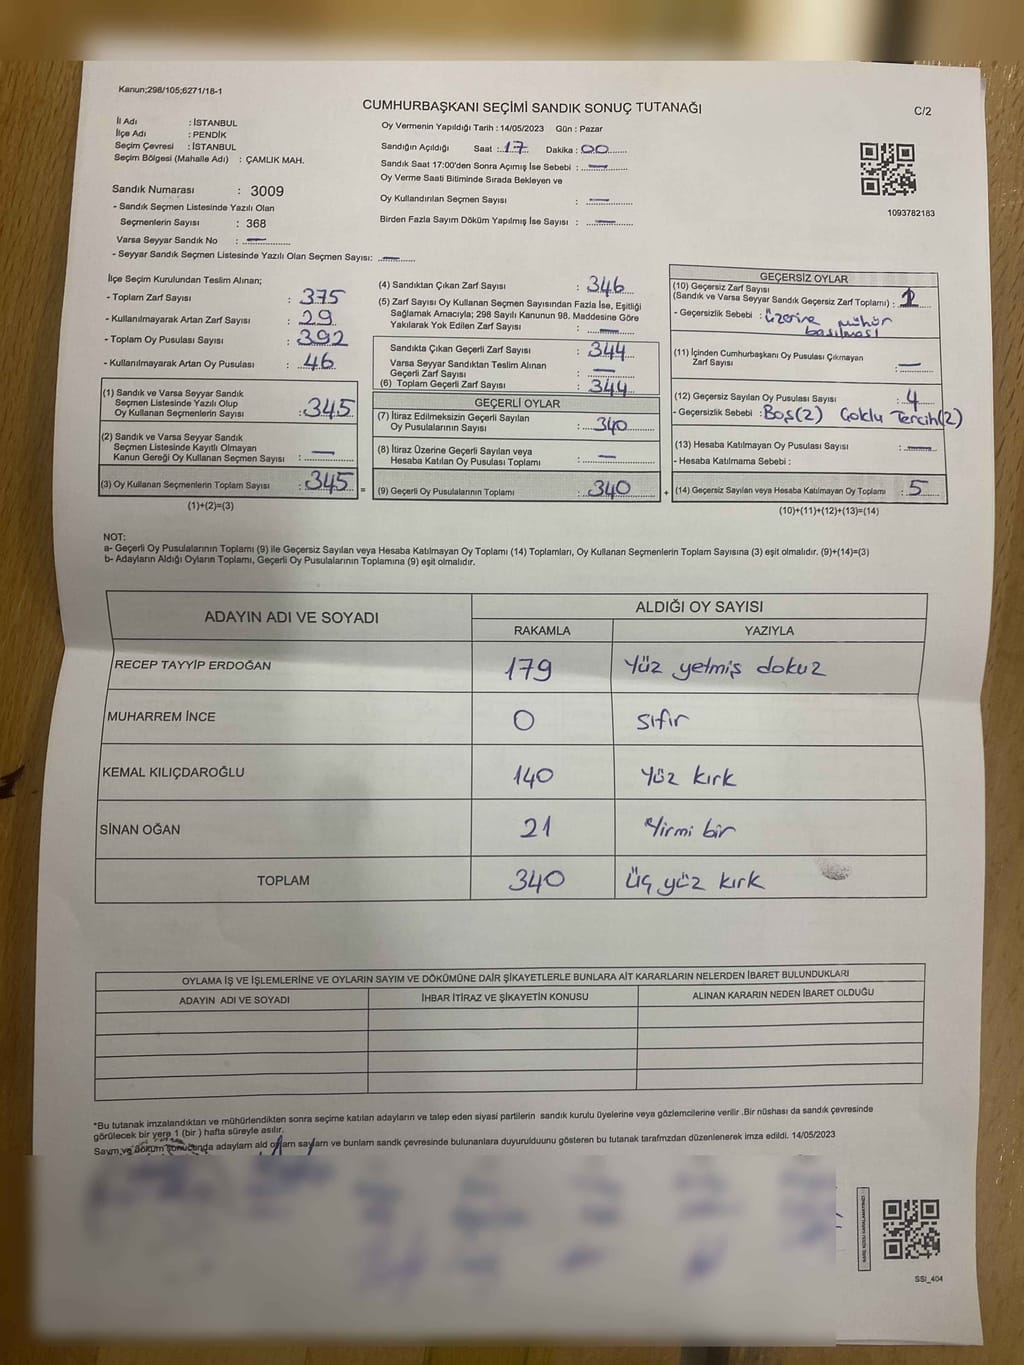 Kanun;298/105;6271/18-1
CUMHURBAŞKANI SEÇİMİ SANDIK SONUÇ TUTANAĞI
C/2
İl Adı : İSTANBUL
İlçe Adı : PENDİK
Seçim Çevresi : İSTANBUL
Seçim Bölgesi (Mahalle Adı) : ÇAMLIK MAH.
Oy Vermenin Yapıldığı Tarih : 14/05/2023 Gün : Pazar
Sandığın Açıldığı Saat : 17 Dakika : 00
Sandık Saat 17:00'den Sonra Açımış İse Sebebi : —
Oy Verme Saati Bitiminde Sırada Bekleyen ve
Oy Kullandırılan Seçmen Sayısı : —
Birden Fazla Sayım Döküm Yapılmış İse Sayısı : —
1093782183
Sandık Numarası : 3009
- Sandık Seçmen Listesinde Yazılı Olan
Seçmenlerin Sayısı : 368
Varsa Seyyar Sandık No : —
- Seyyar Sandık Seçmen Listesinde Yazılı Olan Seçmen Sayısı: —
İlçe Seçim Kurulundan Teslim Alınan;
- Toplam Zarf Sayısı : 375
- Kullanılmayarak Artan Zarf Sayısı : 29
- Toplam Oy Pusulası Sayısı : 392
- Kullanılmayarak Artan Oy Pusulası : 46
(1) Sandık ve Varsa Seyyar Sandık
Seçmen Listesinde Yazılı Olup
Oy Kullanan Seçmenlerin Sayısı : 345
(2) Sandık ve Varsa Seyyar Sandık
Seçmen Listesinde Kayıtlı Olmayan
Kanun Gereği Oy Kullanan Seçmen Sayısı : —
(3) Oy Kullanan Seçmenlerin Toplam Sayısı : 345
(1)+(2)=(3)
(4) Sandıktan Çıkan Zarf Sayısı : 346
(5) Zarf Sayısı Oy Kullanan Seçmen Sayısından Fazla İse, Eşitliği
Sağlamak Amacıyla; 298 Sayılı Kanunun 98. Maddesine Göre
Yakılarak Yok Edilen Zarf Sayısı : —
Sandıkta Çıkan Geçerli Zarf Sayısı : 344
Varsa Seyyar Sandıktan Teslim Alınan
Geçerli Zarf Sayısı : —
(6) Toplam Geçerli Zarf Sayısı : 344
GEÇERLİ OYLAR
(7) İtiraz Edilmeksizin Geçerli Sayılan
Oy Pusulalarının Sayısı : 340
(8) İtiraz Üzerine Geçerli Sayılan veya
Hesaba Katılan Oy Pusulası Toplamı : —
= (9) Geçerli Oy Pusulalarının Toplamı : 340
GEÇERSİZ OYLAR
(10) Geçersiz Zarf Sayısı
(Sandık ve Varsa Seyyar Sandık Geçersiz Zarf Toplamı) : 1
- Geçersizlik Sebebi : Üzerine mühür
basılması
(11) İçinden Cumhurbaşkanı Oy Pusulası Çıkmayan
Zarf Sayısı : —
(12) Geçersiz Sayılan Oy Pusulası Sayısı : 4
- Geçersizlik Sebebi : Boş(2) Çoklu Tercih(2)
(13) Hesaba Katılmayan Oy Pusulası Sayısı : —
- Hesaba Katılmama Sebebi :
+ (14) Geçersiz Sayılan veya Hesaba Katılmayan Oy Toplamı : 5
(10)+(11)+(12)+(13)=(14)
NOT:
a- Geçerli Oy Pusulalarının Toplamı (9) ile Geçersiz Sayılan veya Hesaba Katılmayan Oy Toplamı (14) Toplamları, Oy Kullanan Seçmenlerin Toplam Sayısına (3) eşit olmalıdır. (9)+(14)=(3)
b- Adayların Aldığı Oyların Toplamı, Geçerli Oy Pusulalarının Toplamına (9) eşit olmalıdır.
ADAYIN ADI VE SOYADI ALDIĞI OY SAYISI
RAKAMLA YAZIYLA
RECEP TAYYİP ERDOĞAN 179 Yüz yetmiş dokuz
MUHARREM İNCE 0 sıfır
KEMAL KILIÇDAROĞLU 140 Yüz kırk
SİNAN OĞAN 21 Yirmi bir
TOPLAM 340 Üç yüz kırk
OYLAMA İŞ VE İŞLEMLERİNE VE OYLARIN SAYIM VE DÖKÜMÜNE DAİR ŞİKAYETLERLE BUNLARA AİT KARARLARIN NELERDEN İBARET BULUNDUKLARI
ADAYIN ADI VE SOYADI İHBAR İTİRAZ VE ŞİKAYETİN KONUSU ALINAN KARARIN NEDEN İBARET OLDUĞU
*Bu tutanak imzalandıktan ve mühürlendikten sonra seçime katılan adayların ve talep eden siyasi partilerin sandık kurulu üyelerine veya gözlemcilerine verilir .Bir nüshası da sandık çevresinde
görülecek bir yere 1 (bir ) hafta süreyle asılır.
Sayım ve döküm sonucunda adayların ald sayların ve bunların sandk çevresinde bulunanlara duyurulduunu gösteren bu tutanak tarafmzdan düzenlenerek imza edildi. 14/05/2023
SSI_404